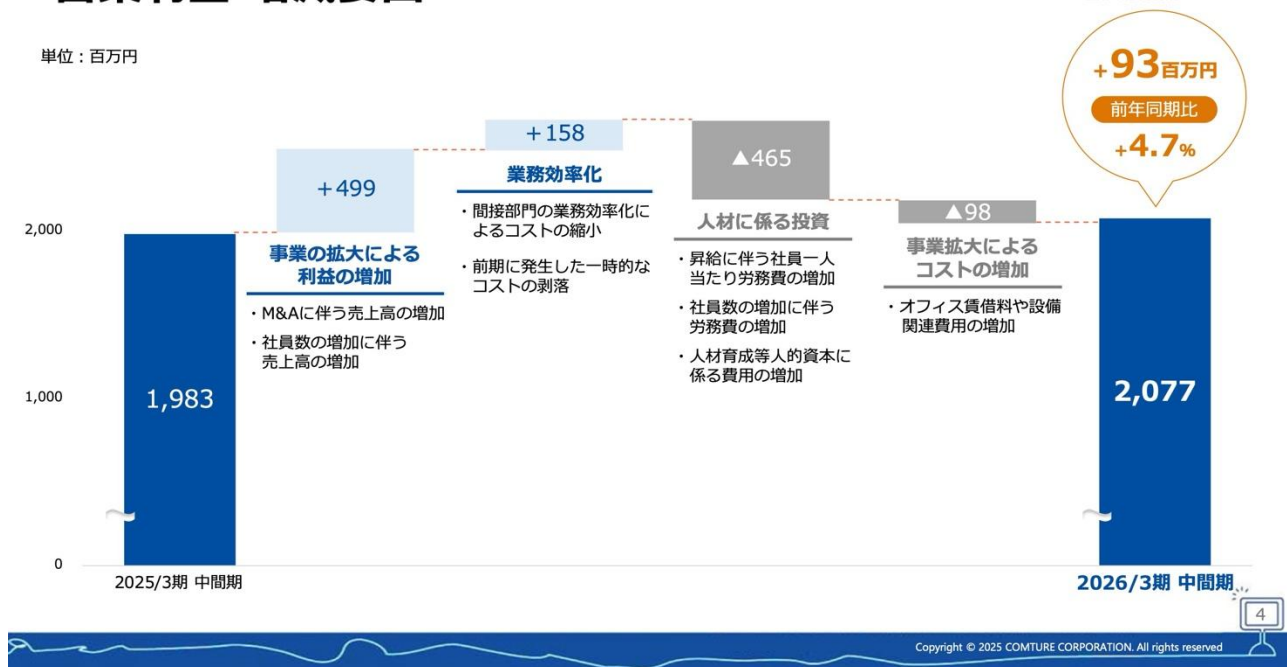 単位：百万円
+93百万円
前年同期比
+4.7%
+499
事業の拡大による
利益の増加
・M&Aに伴う売上高の増加
・社員数の増加に伴う
売上高の増加
+158
業務効率化
・間接部門の業務効率化に
よるコストの縮小
・前期に発生した一時的な
コストの剥落
▲465
人材に係る投資
・昇給に伴う社員一人
当たり労務費の増加
・社員数の増加に伴う
労務費の増加
・人材育成等人的資本に
係る費用の増加
▲98
事業拡大による
コストの増加
・オフィス賃借料や設備
関連費用の増加
2,000
1,000
0
1,983
2,077
2025/3期 中間期
2026/3期 中間期
4
Copyright © 2025 COMTURE CORPORATION. All rights reserved